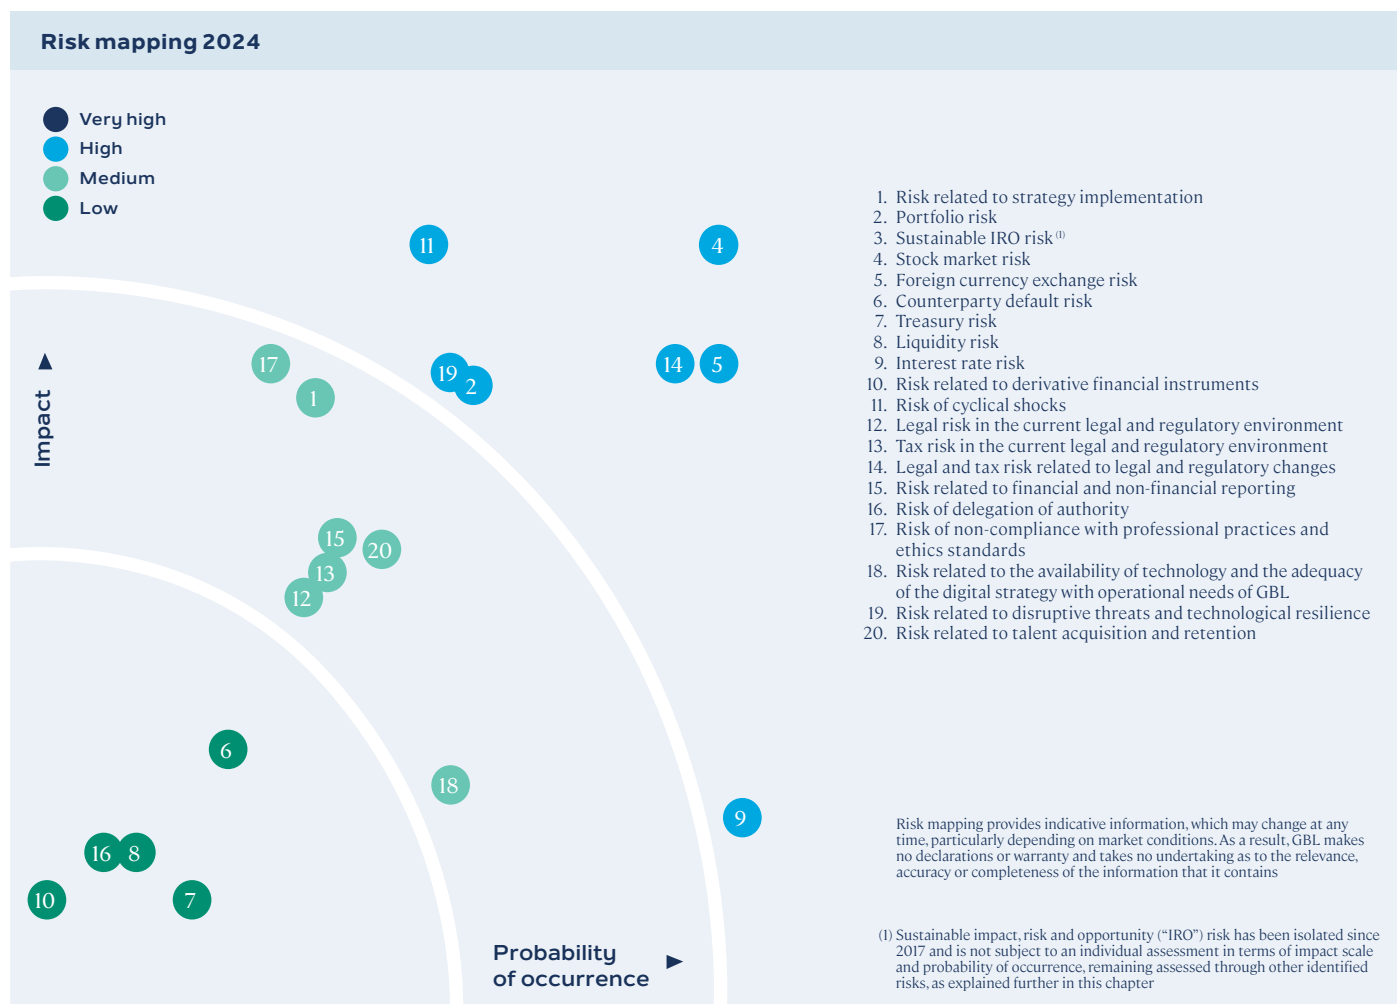 Risk mapping 2024
Very high
High
Medium
Low
11
4
17
1
19
2
14
5
15
20
13
12
6
18
9
16
8
10
7
Impact
Probability
of occurrence
1. Risk related to strategy implementation
2. Portfolio risk
3. Sustainable IRO risk (1)
4. Stock market risk
5. Foreign currency exchange risk
6. Counterparty default risk
7. Treasury risk
8. Liquidity risk
9. Interest rate risk
10. Risk related to derivative financial instruments
11. Risk of cyclical shocks
12. Legal risk in the current legal and regulatory environment
13. Tax risk in the current legal and regulatory environment
14. Legal and tax risk related to legal and regulatory changes
15. Risk related to financial and non-financial reporting
16. Risk of delegation of authority
17. Risk of non-compliance with professional practices and
ethics standards
18. Risk related to the availability of technology and the adequacy
of the digital strategy with operational needs of GBL
19. Risk related to disruptive threats and technological resilience
20. Risk related to talent acquisition and retention
Risk mapping provides indicative information, which may change at any
time, particularly depending on market conditions. As a result, GBL makes
no declarations or warranty and takes no undertaking as to the relevance,
accuracy or completeness of the information that it contains
(1) Sustainable impact, risk and opportunity (“IRO”) risk has been isolated since
2017 and is not subject to an individual assessment in terms of impact scale
and probability of occurrence, remaining assessed through other identified
risks, as explained further in this chapter